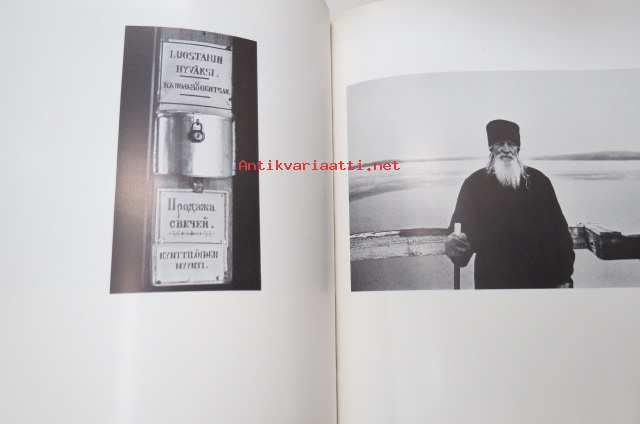 LUOSTARIN
HYVÄKSI.
Продажа
СВЕЧЕЙ.
KYNTTILÖIDEN
MYYNTI.
Antikvariaatti.net